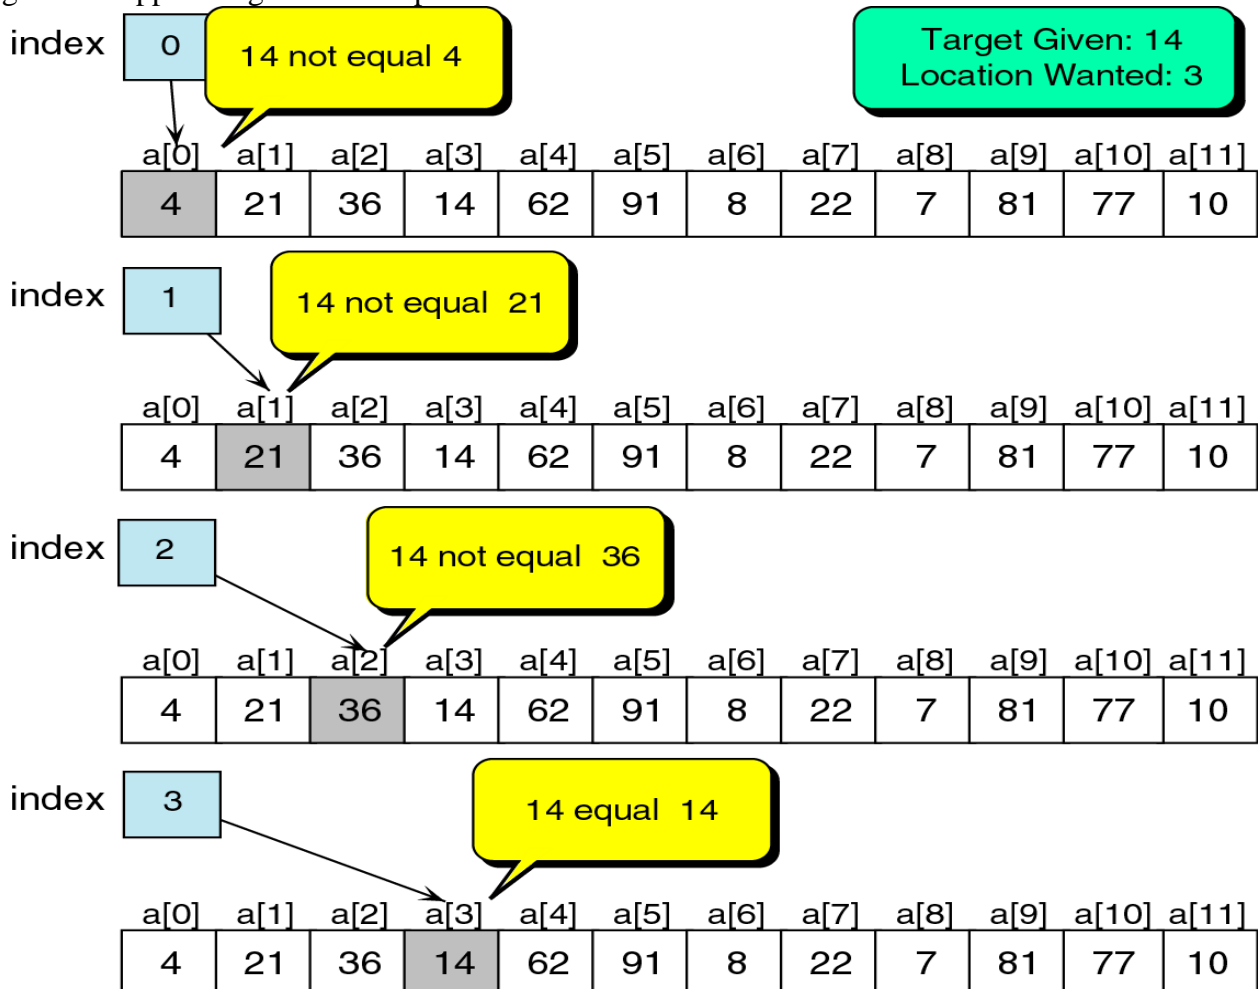 index 0 14 not equal 4 Target Given: 14
Location Wanted: 3
a[0] a[1] a[2] a[3] a[4] a[5] a[6] a[7] a[8] a[9] a[10] a[11]
4 21 36 14 62 91 8 22 7 81 77 10
index 1 14 not equal 21
a[0] a[1] a[2] a[3] a[4] a[5] a[6] a[7] a[8] a[9] a[10] a[11]
4 21 36 14 62 91 8 22 7 81 77 10
index 2 14 not equal 36
a[0] a[1] a[2] a[3] a[4] a[5] a[6] a[7] a[8] a[9] a[10] a[11]
4 21 36 14 62 91 8 22 7 81 77 10
index 3 14 equal 14
a[0] a[1] a[2] a[3] a[4] a[5] a[6] a[7] a[8] a[9] a[10] a[11]
4 21 36 14 62 91 8 22 7 81 77 10